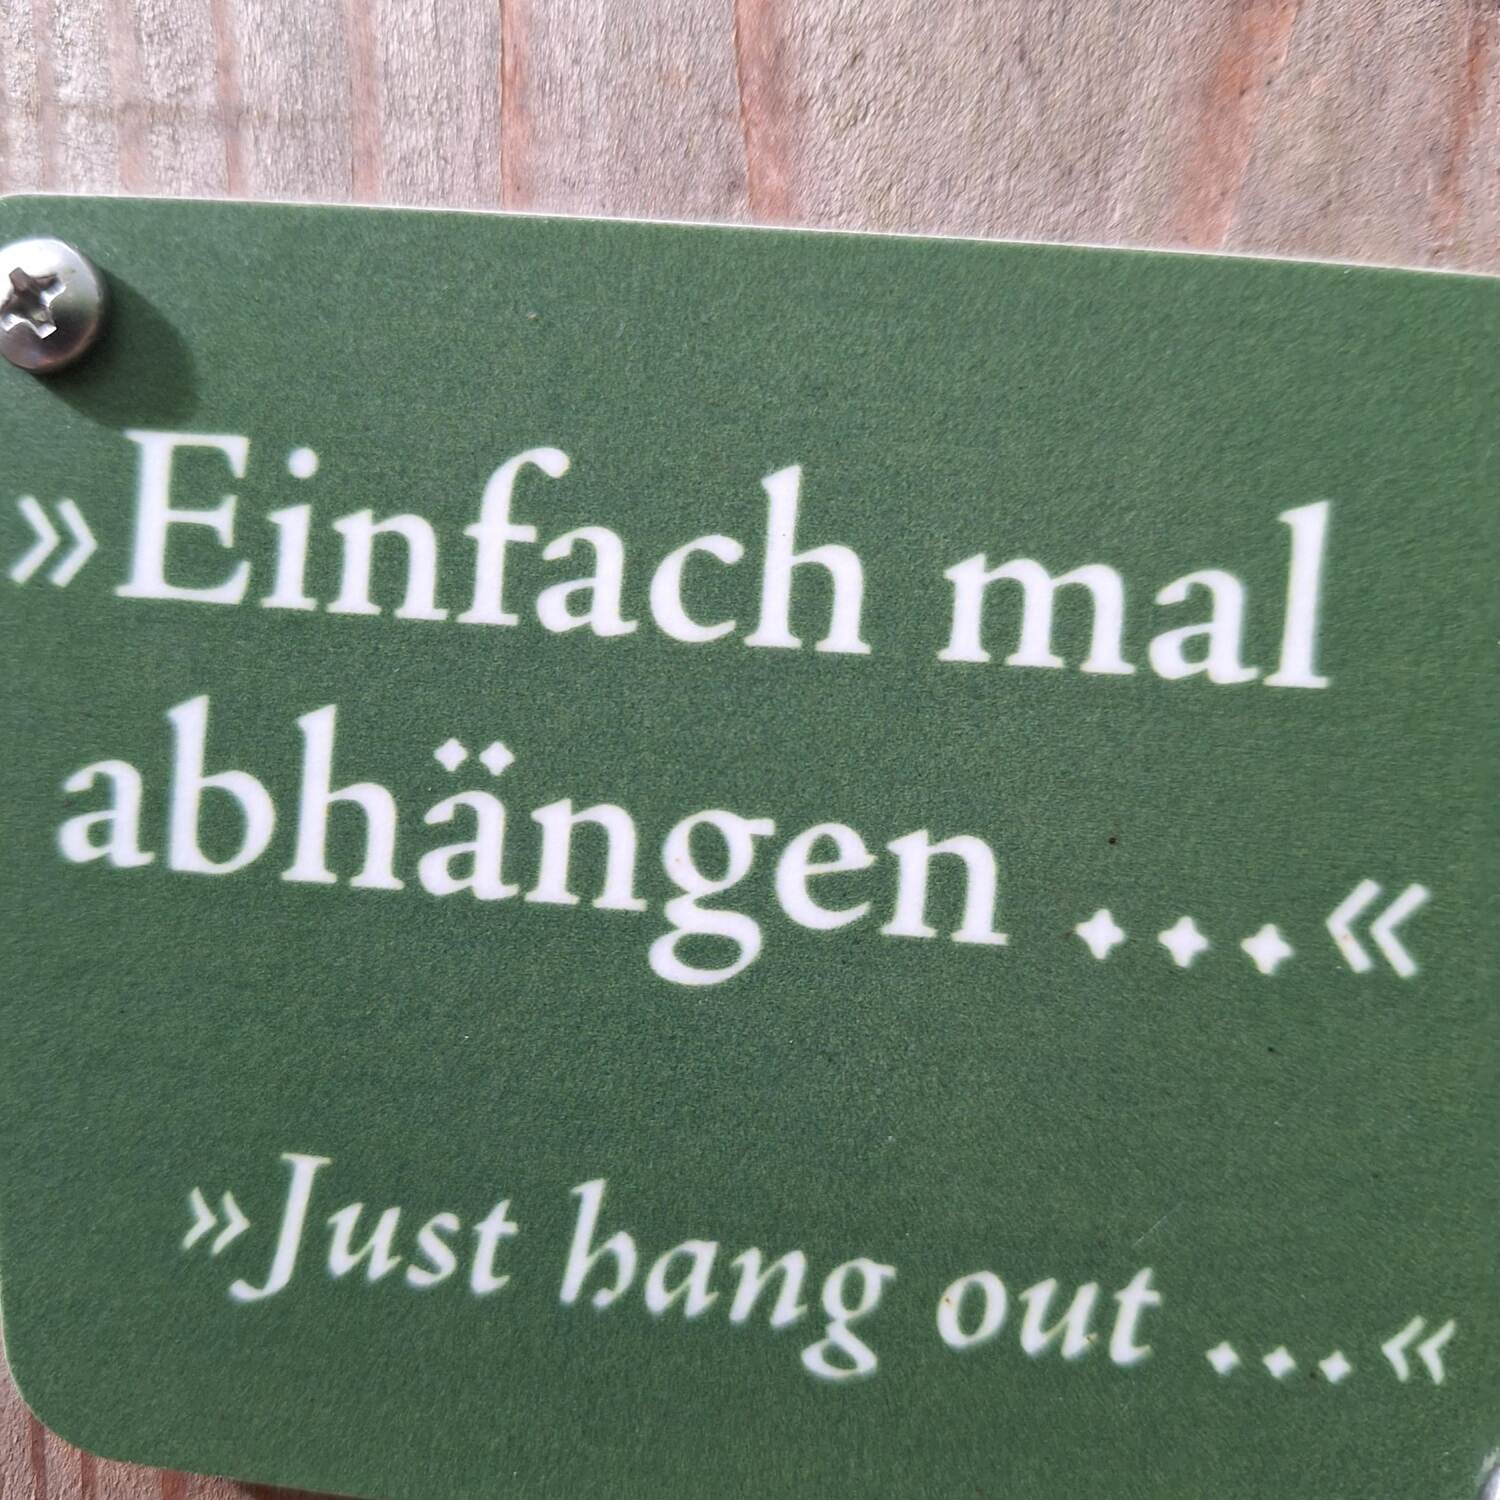 »Einfach mal
abhängen ...«
»Just hang out ...«